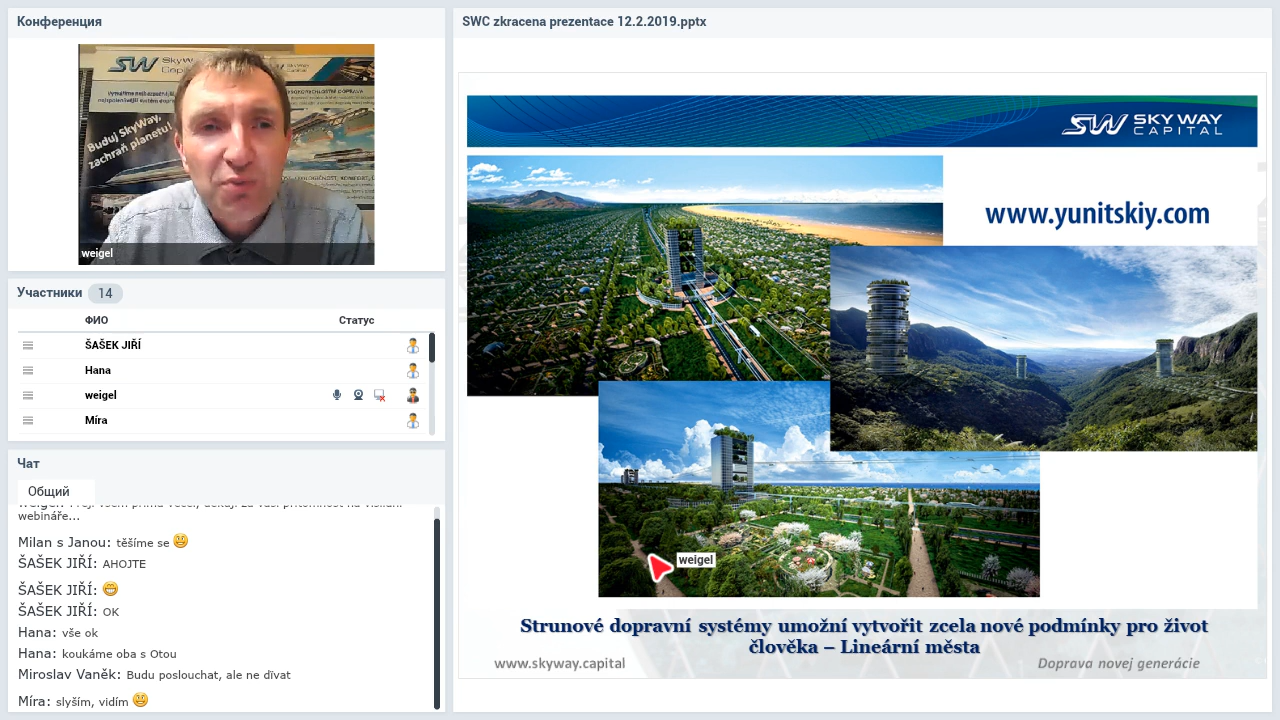 Конференция
SkyWay
Buduj SkyWay,
zachraň planetu!
weigel
Участники 14
ФИО Статус
ŠAŠEK JIŘÍ
Hana
weigel
Míra
Чат
Общий
webináře...
Milan s Janou: těšíme se
ŠAŠEK JIŘÍ: AHOJTE
ŠAŠEK JIŘÍ:
ŠAŠEK JIŘÍ: OK
Hana: vše ok
Hana: koukáme oba s Otou
Miroslav Vaněk: Budu poslouchat, ale ne dívat
Míra: slyším, vidím
SWC zkracena prezentace 12.2.2019.pptx
SW SKY WAY
CAPITAL
www.yunitskiy.com
weigel
Strunové dopravní systémy umožní vytvořit zcela nové podmínky pro život
člověka – Lineární města
www.skyway.capital
Doprava novej generácie